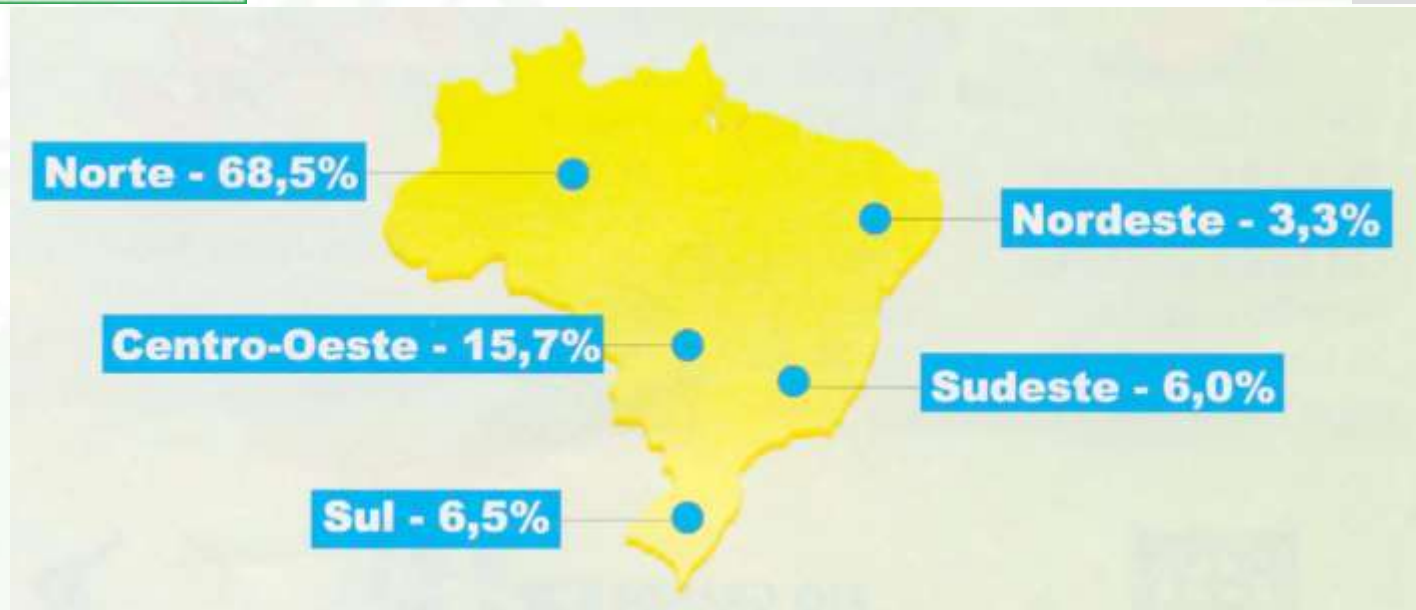 Norte - 68,5%
Nordeste - 3,3%
Centro-Oeste - 15,7%
Sudeste - 6,0%
Sul - 6,5%